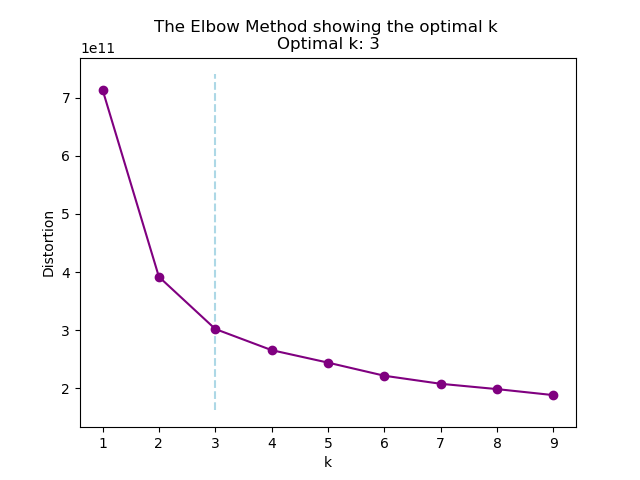 The Elbow Method showing the optimal k
Optimal k: 3
1e11
7
6
5
4
3
2
Distortion
1 2 3 4 5 6 7 8 9
k